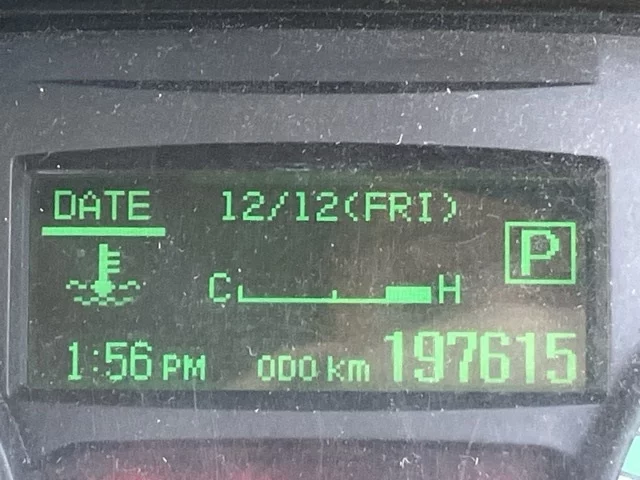 DATE 12/12(FRI)
P
C H
1:56 PM ODO km 197615